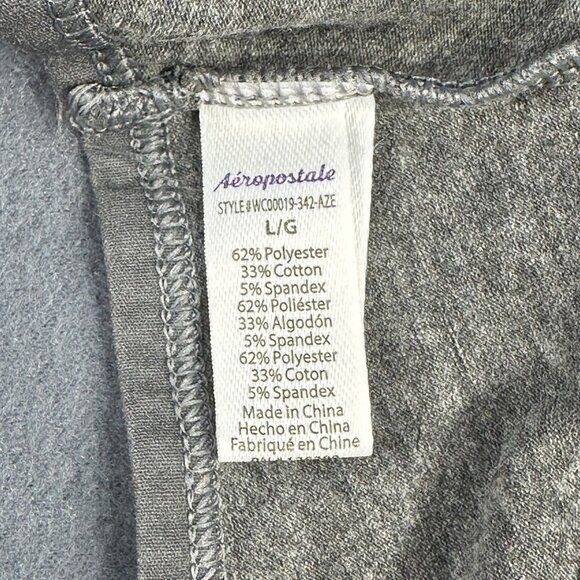 Aéropostale
STYLE#WC00019-342-AZE
L/G
62% Polyester
33% Cotton
5% Spandex
62% Poliéster
33% Algodón
5% Spandex
62% Polyester
33% Coton
5% Spandex
Made in China
Hecho en China
Fabriqué en Chine